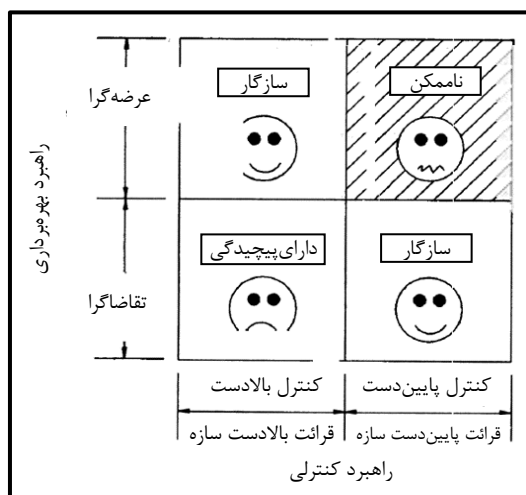 ناممکن
سازگار
عرضه‌گرا
راهبرد بهره‌برداری
سازگار
دارای‌پیچیدگی
تقاضاگرا
کنترل پایین‌دست
کنترل بالادست
قرائت پایین‌دست سازه
قرائت بالادست سازه
راهبرد کنترلی